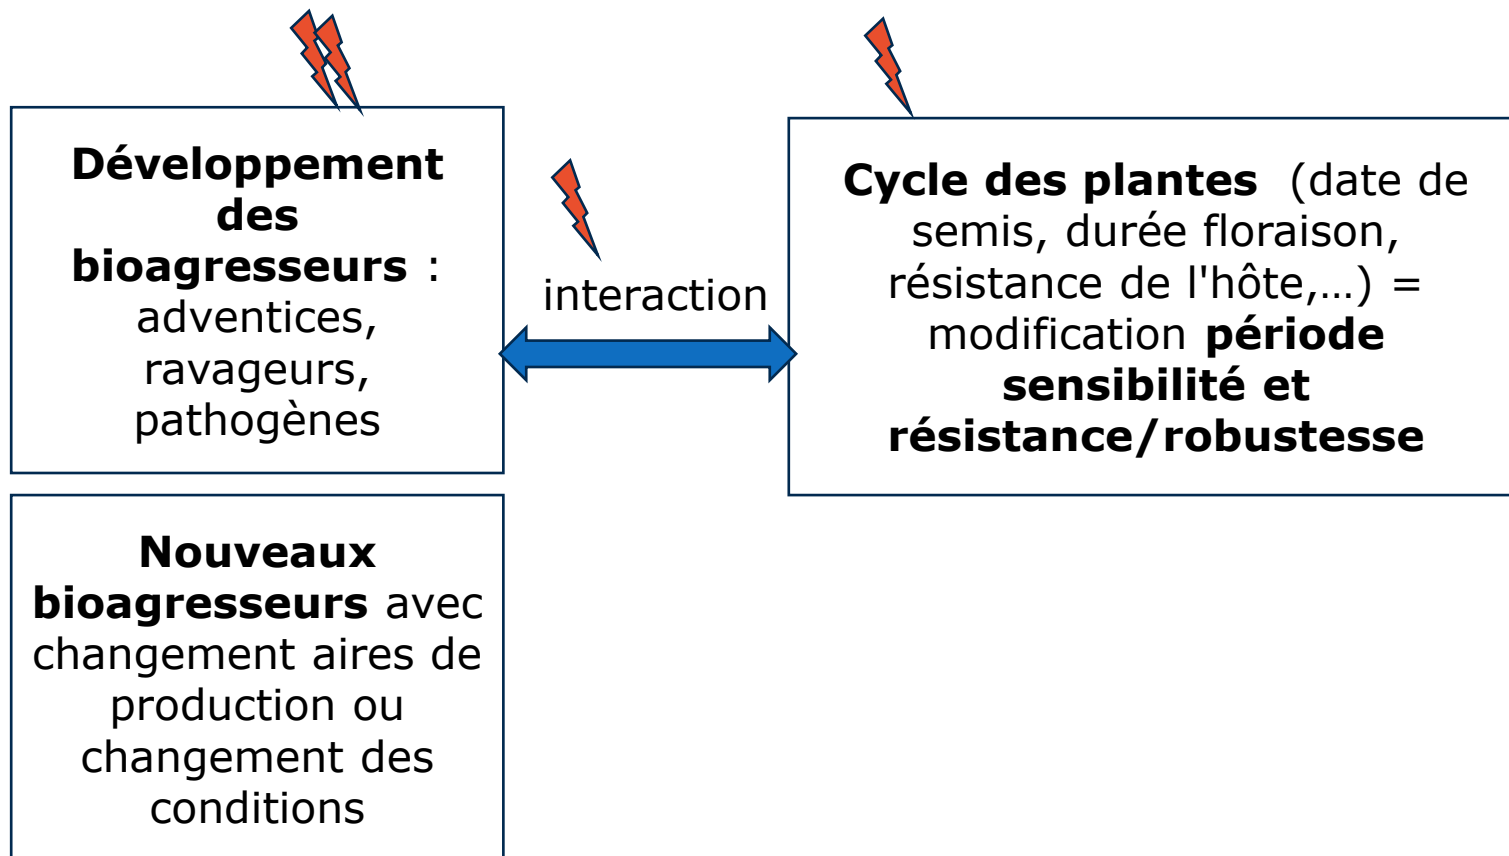 Développement
des
bioagresseurs :
adventices,
ravageurs,
pathogènes
interaction
Cycle des plantes (date de
semis, durée floraison,
résistance de l'hôte,…) =
modification période
sensibilité et
résistance/robustesse
Nouveaux
bioagresseurs avec
changement aires de
production ou
changement des
conditions